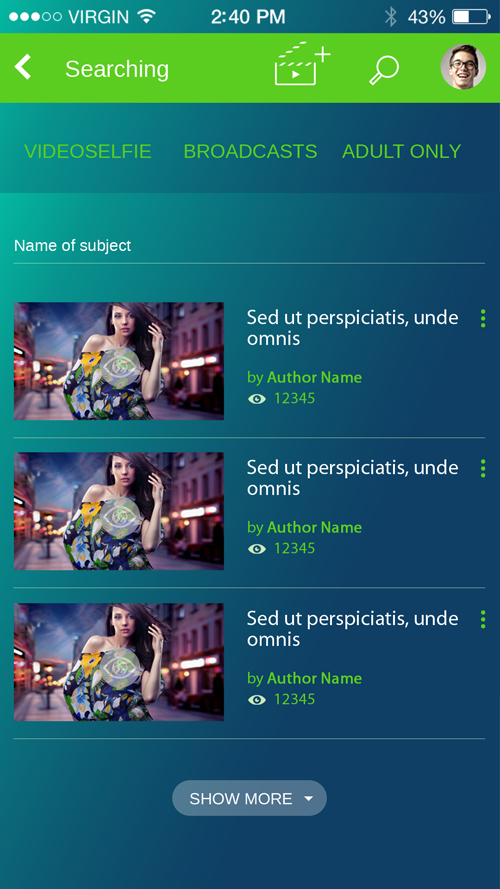 VIRGIN 2:40 PM 43%
Searching
VIDEOSELFIE BROADCASTS ADULT ONLY
Name of subject
Sed ut perspiciatis, unde
omnis
by Author Name
12345
Sed ut perspiciatis, unde
omnis
by Author Name
12345
Sed ut perspiciatis, unde
omnis
by Author Name
12345
SHOW MORE